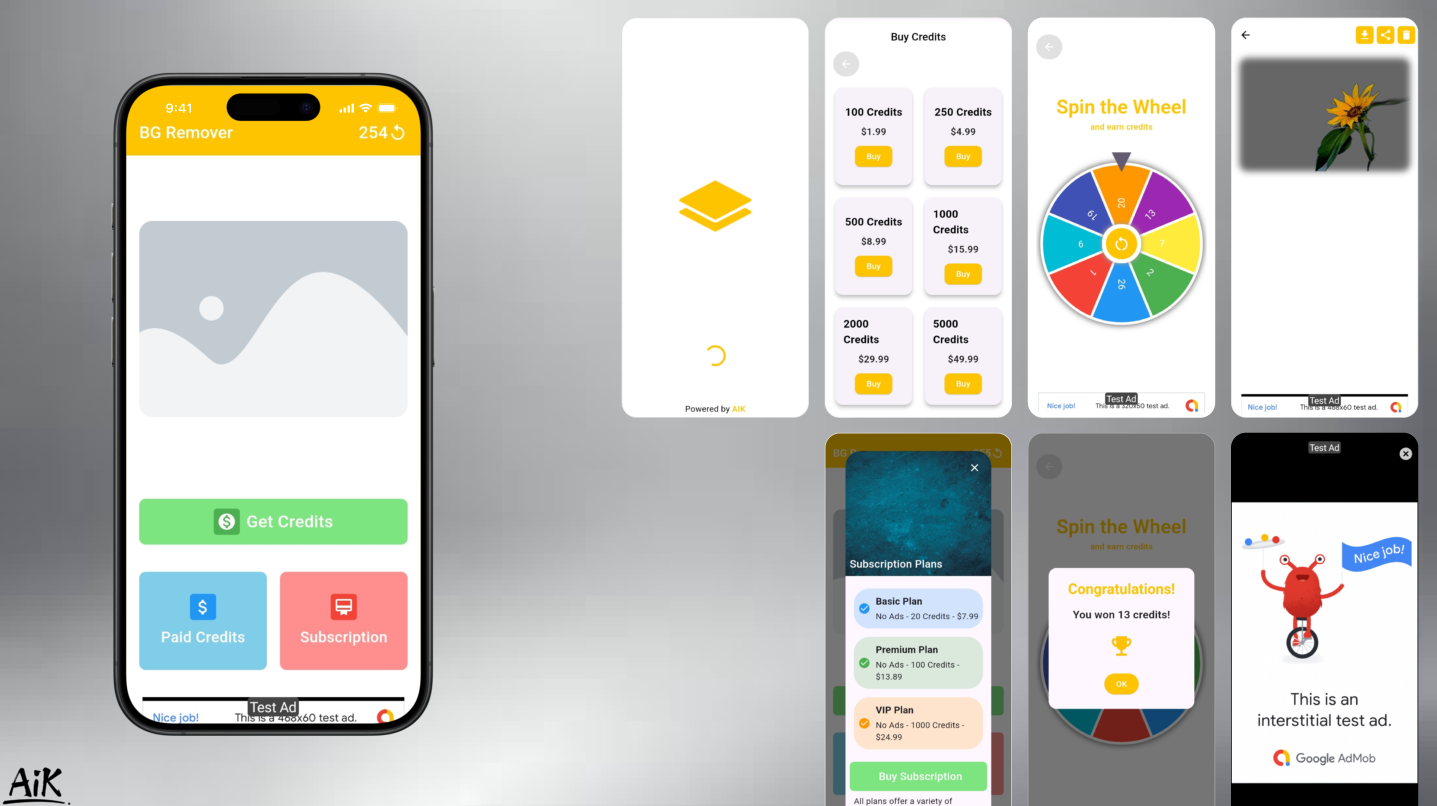 9:41
BG Remover
254
Get Credits
Paid Credits
Subscription
Test Ad
Nice job!
This is a 468x60 test ad.
AiK
Powered by AIK
Buy Credits
100 Credits
$1.99
Buy
250 Credits
$4.99
Buy
500 Credits
$8.99
Buy
1000
Credits
$15.99
Buy
2000
Credits
$29.99
Buy
5000
Credits
$49.99
Buy
Spin the Wheel
and earn credits
20
13
7
2
26
1
6
19
Test Ad
Nice job!
This is a 320x50 test ad.
Test Ad
Nice job!
This is a 468x60 test ad.
Subscription Plans
Basic Plan
No Ads - 20 Credits - $7.99
Premium Plan
No Ads - 100 Credits -
$13.89
VIP Plan
No Ads - 1000 Credits -
$24.99
Buy Subscription
All plans offer a variety of
Spin the Wheel
and earn credits
Congratulations!
You won 13 credits!
OK
Test Ad
Nice job!
This is an
interstitial test ad.
Google AdMob